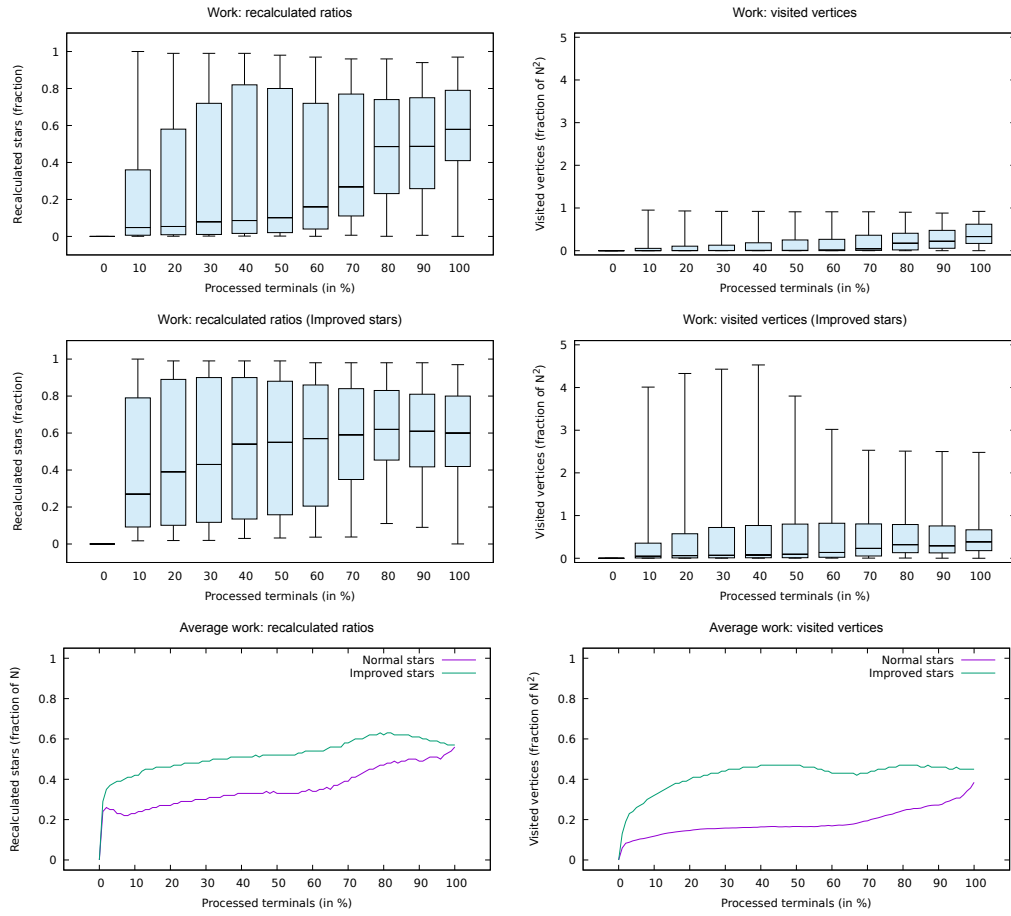 Work: recalculated ratios
Recalculated stars (fraction)
1
0.8
0.6
0.4
0.2
0
0 10 20 30 40 50 60 70 80 90 100
Processed terminals (in %)
Work: visited vertices
Visited vertices (fraction of N²)
5
4
3
2
1
0
0 10 20 30 40 50 60 70 80 90 100
Processed terminals (in %)
Work: recalculated ratios (Improved stars)
Recalculated stars (fraction)
1
0.8
0.6
0.4
0.2
0
0 10 20 30 40 50 60 70 80 90 100
Processed terminals (in %)
Work: visited vertices (Improved stars)
Visited vertices (fraction of N²)
5
4
3
2
1
0
0 10 20 30 40 50 60 70 80 90 100
Processed terminals (in %)
Average work: recalculated ratios
Recalculated stars (fraction of N)
1
0.8
0.6
0.4
0.2
0
Normal stars
Improved stars
0 10 20 30 40 50 60 70 80 90 100
Processed terminals (in %)
Average work: visited vertices
Visited vertices (fraction of N²)
1
0.8
0.6
0.4
0.2
0
Normal stars
Improved stars
0 10 20 30 40 50 60 70 80 90 100
Processed terminals (in %)